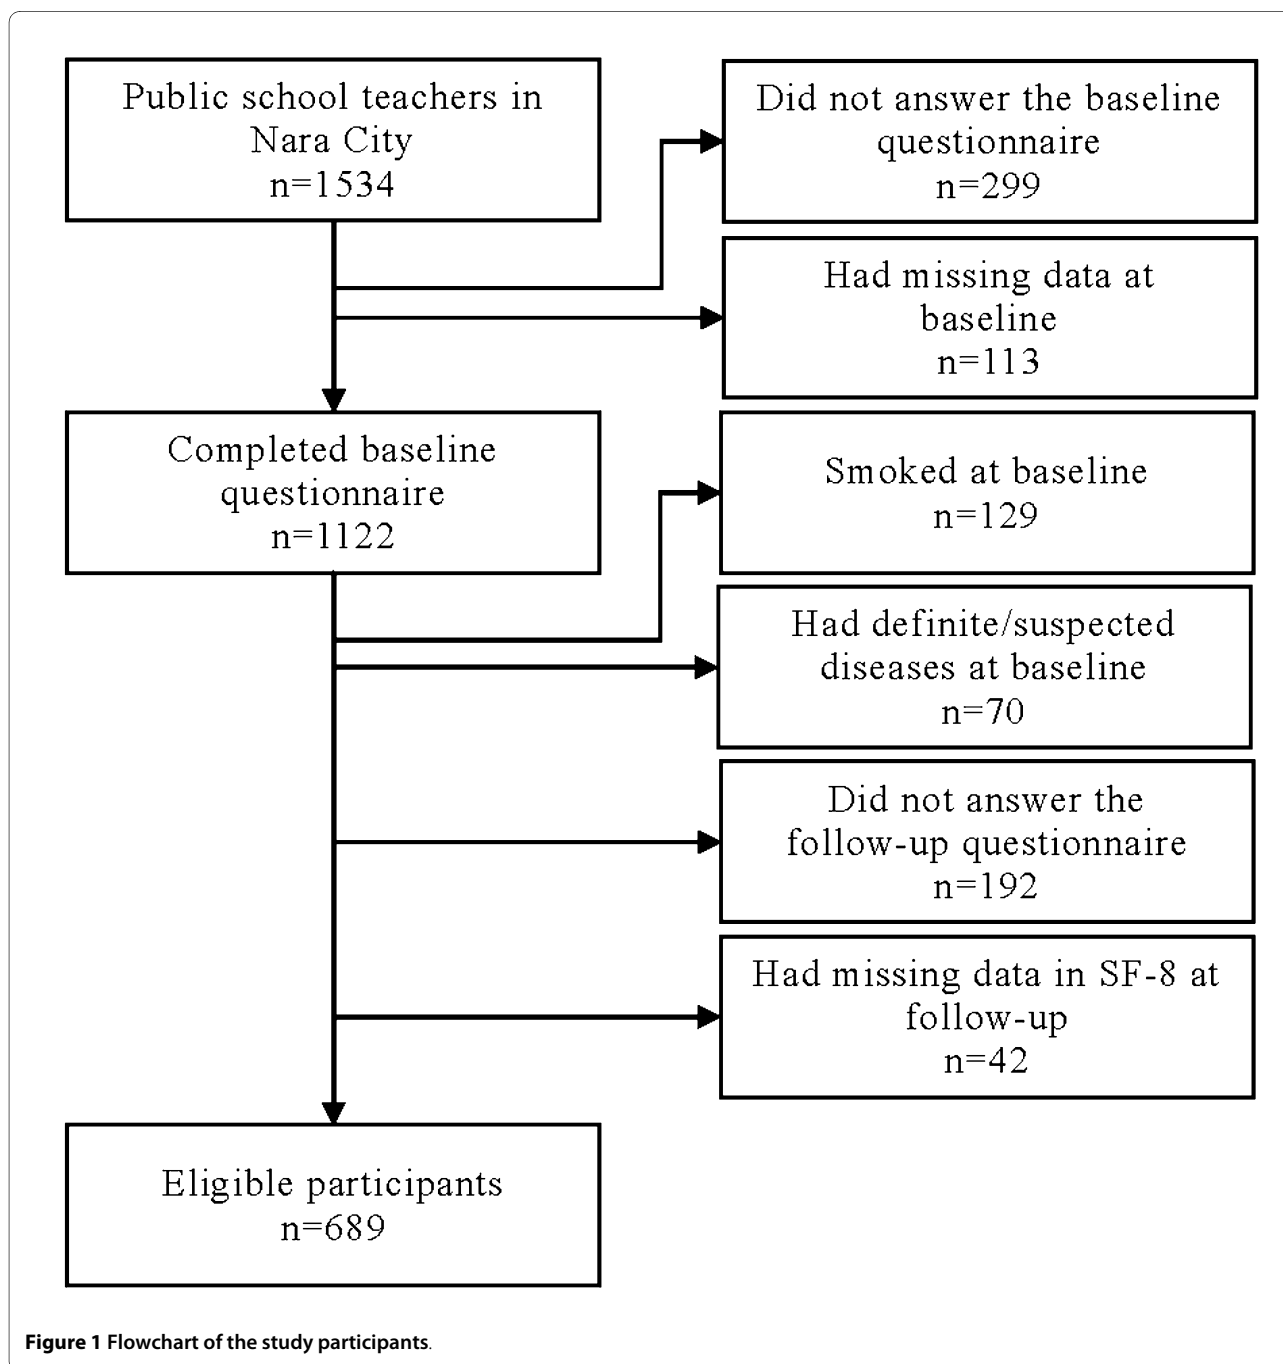 Public school teachers in
Nara City
n=1534
Did not answer the baseline
questionnaire
n=299
Had missing data at
baseline
n=113
Completed baseline
questionnaire
n=1122
Smoked at baseline
n=129
Had definite/suspected
diseases at baseline
n=70
Did not answer the
follow-up questionnaire
n=192
Had missing data in SF-8 at
follow-up
n=42
Eligible participants
n=689
Figure 1 Flowchart of the study participants.